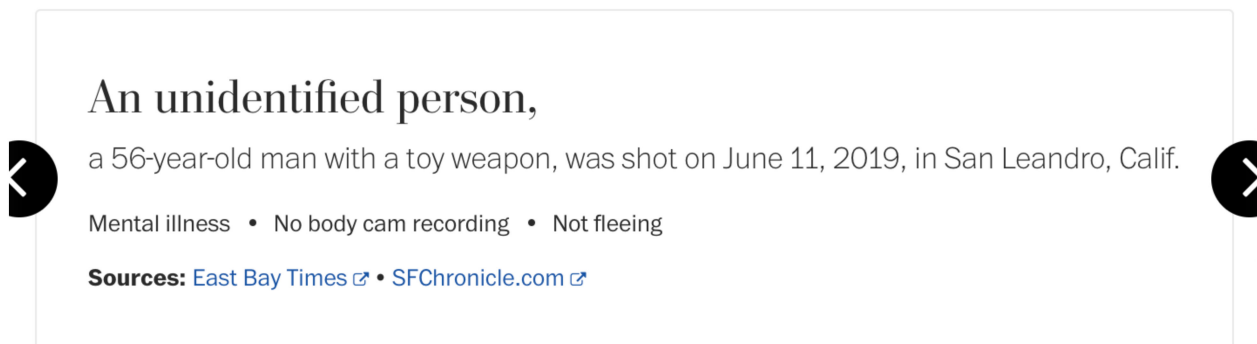 An unidentified person,
a 56-year-old man with a toy weapon, was shot on June 11, 2019, in San Leandro, Calif.
Mental illness • No body cam recording • Not fleeing
Sources: East Bay Times • SFChronicle.com